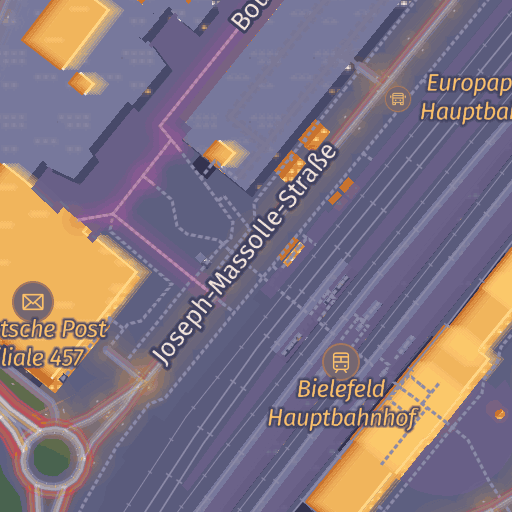 Bou
Europap
Hauptbah
Joseph-Massolle-Straße
tsche Post
iliale 457
Bielefeld
Hauptbahnhof